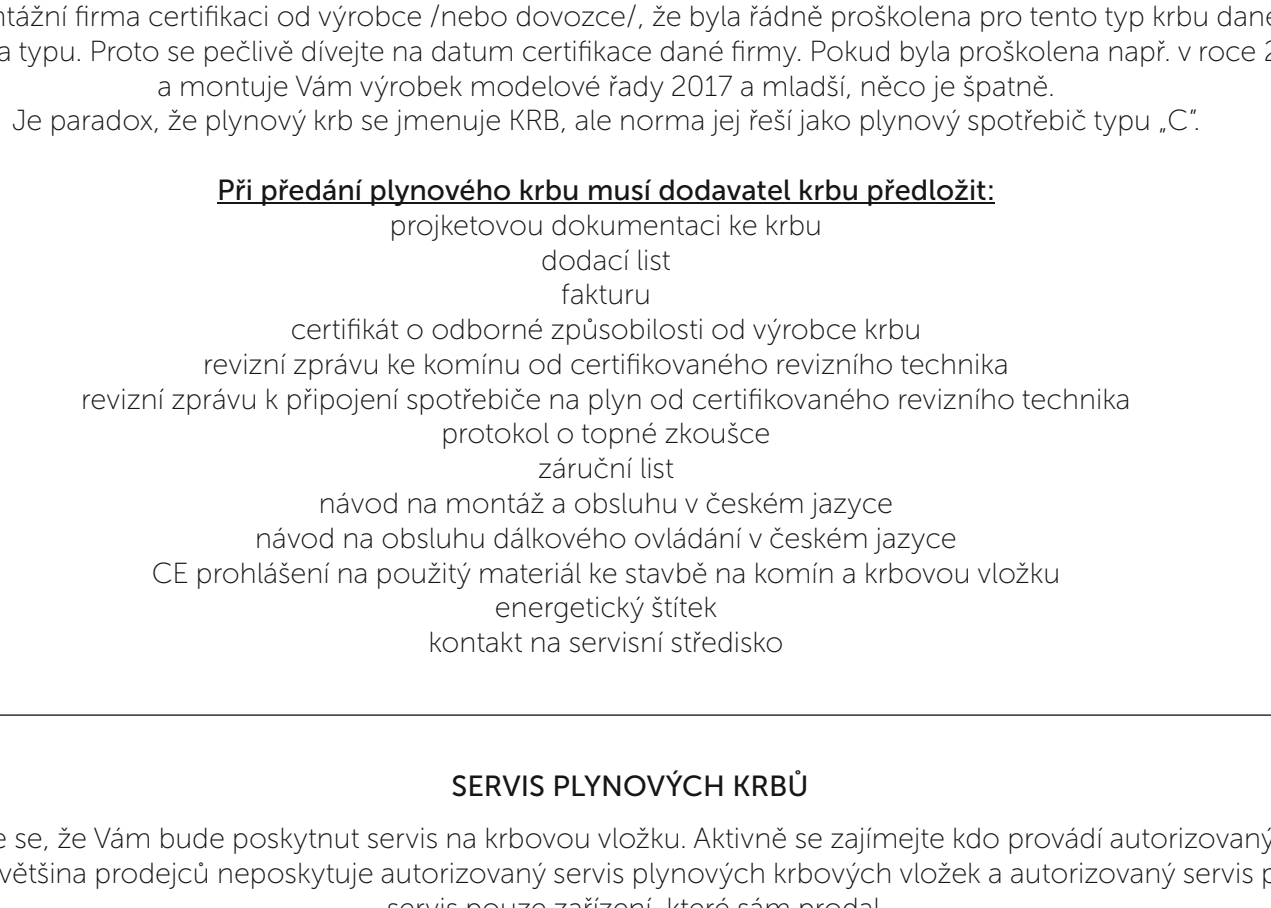 ntážní firma certifikaci od výrobce /nebo dovozce/, že byla řádně proškolena pro tento typ krbu dané
a typu. Proto se pečlivě dívejte na datum certifikace dané firmy. Pokud byla proškolena např. v roce 2
a montuje Vám výrobek modelové řady 2017 a mladší, něco je špatně.
Je paradox, že plynový krb se jmenuje KRB, ale norma jej řeší jako plynový spotřebič typu „C”.
Při předání plynového krbu musí dodavatel krbu předložit:
projketovou dokumentaci ke krbu
dodací list
fakturu
certifikát o odborné způsobilosti od výrobce krbu
revizní zprávu ke komínu od certifikovaného revizního technika
revizní zprávu k připojení spotřebiče na plyn od certifikovaného revizního technika
protokol o topné zkoušce
záruční list
návod na montáž a obsluhu v českém jazyce
návod na obsluhu dálkového ovládání v českém jazyce
CE prohlášení na použitý materiál ke stavbě na komín a krbovou vložku
energetický štítek
kontakt na servisní středisko
SERVIS PLYNOVÝCH KRBŮ
e se, že Vám bude poskytnut servis na krbovou vložku. Aktivně se zajímejte kdo provádí autorizovaný
většina prodejců neposkytuje autorizovaný servis plynových krbových vložek a autorizovaný servis p
servis pouze zařízení, které sám prodal